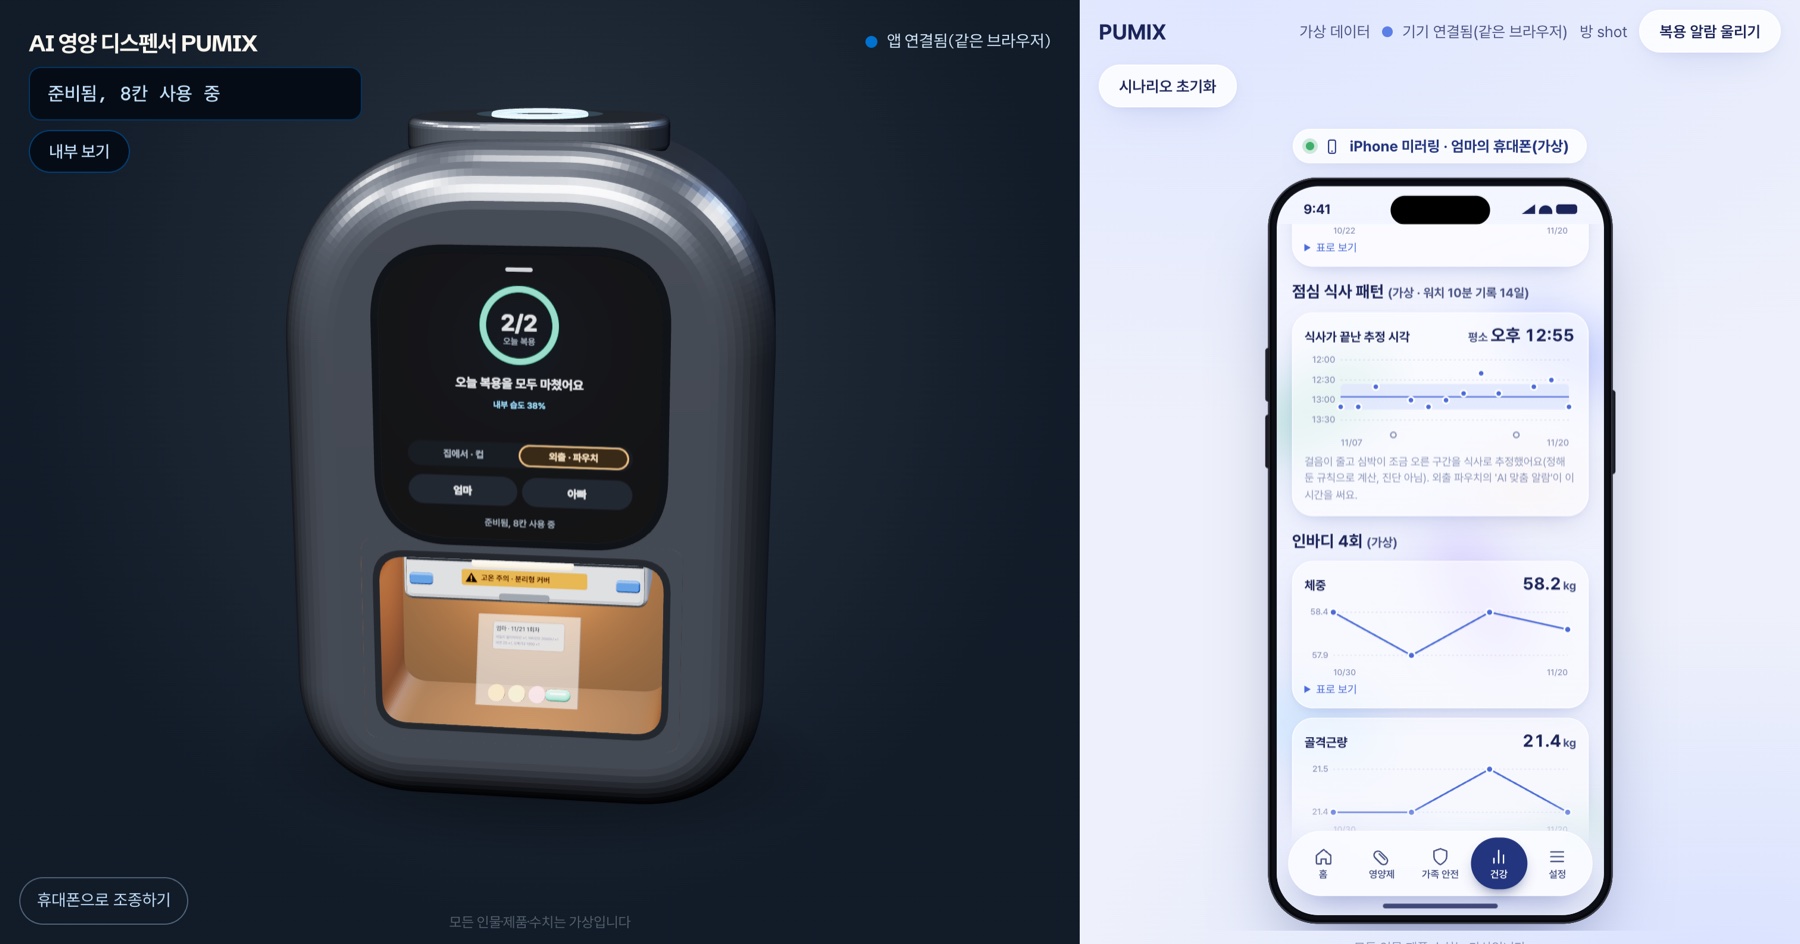 AI 영양 디스펜서 PUMIX
앱 연결됨(같은 브라우저)
준비됨, 8칸 사용 중
내부 보기
2/2
오늘 복용
오늘 복용을 모두 마쳤어요
내부 습도 38%
집에서 · 컵
외출 · 파우치
엄마
아빠
준비됨, 8칸 사용 중
고온 주의 · 분리형 커버
엄마 · 11/21 1회차
휴대폰으로 조종하기
모든 인물·제품·수치는 가상입니다
PUMIX
가상 데이터
기기 연결됨(같은 브라우저)
방 shot
복용 알람 울리기
시나리오 초기화
iPhone 미러링 · 엄마의 휴대폰(가상)
9:41
10/22
11/20
▶ 표로 보기
점심 식사 패턴 (가상 · 워치 10분 기록 14일)
식사가 끝난 추정 시각
평소 오후 12:55
12:00
12:30
13:00
13:30
11/07
11/20
걸음이 줄고 심박이 조금 오른 구간을 식사로 추정했어요(정해
둔 규칙으로 계산, 진단 아님). 외출 파우치의 'AI 맞춤 알람'이 이
시간을 써요.
인바디 4회 (가상)
체중
58.2 kg
58.4
57.9
10/30
11/20
▶ 표로 보기
골격근량
21.4 kg
21.5
21.4
홈
영양제
가족 안전
건강
설정